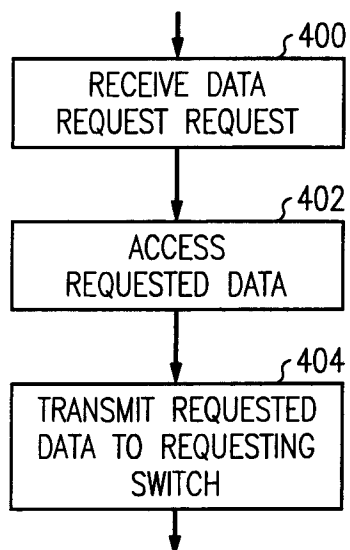 400
RECEIVE DATA
REQUEST REQUEST
402
ACCESS
REQUESTED DATA
404
TRANSMIT REQUESTED
DATA TO REQUESTING
SWITCH